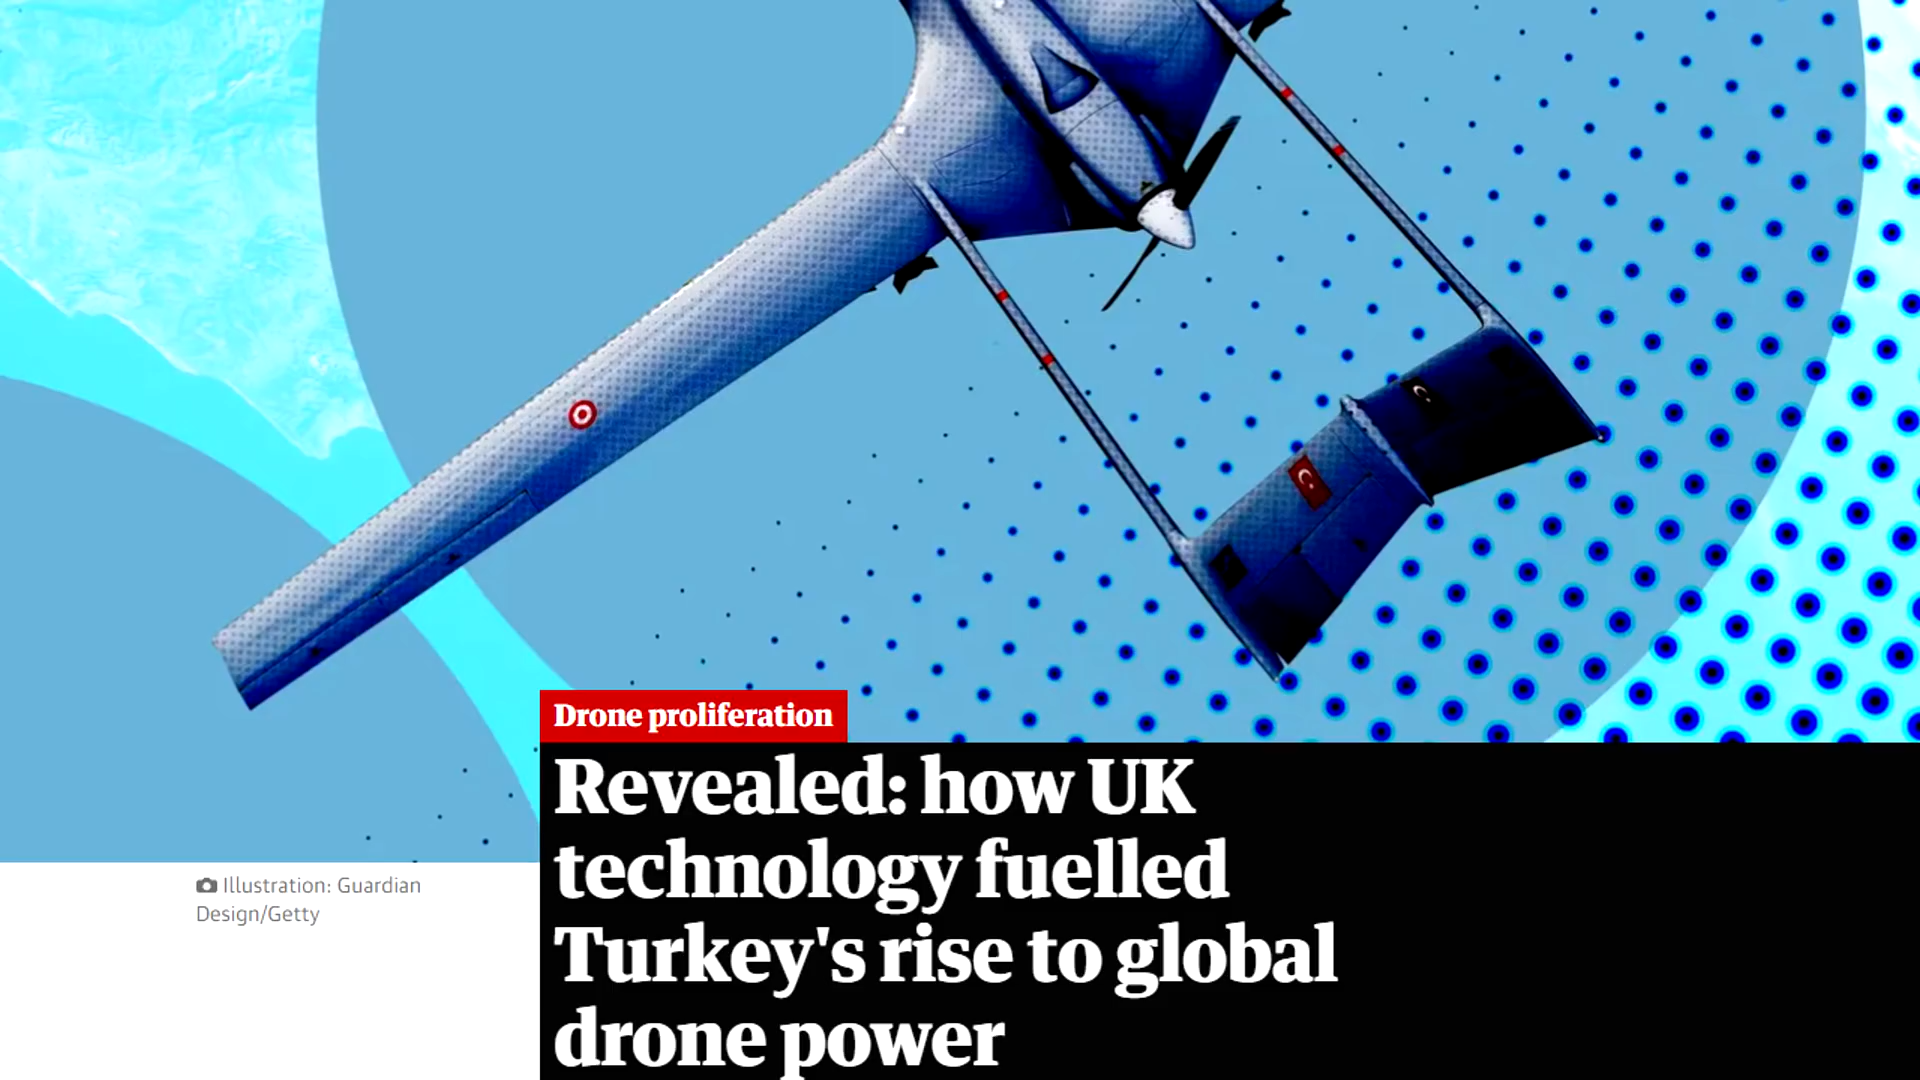 Drone proliferation
Revealed: how UK
technology fuelled
Turkey's rise to global
drone power
Illustration: Guardian
Design/Getty